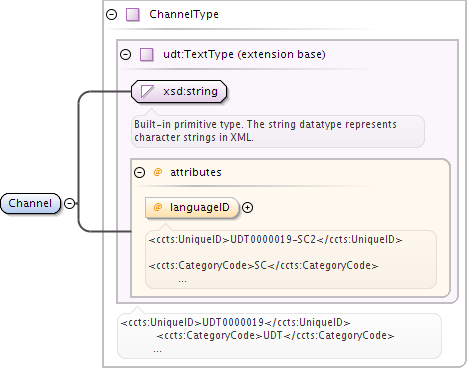 ChannelType
udt:TextType (extension base)
xsd:string
Built-in primitive type. The string datatype represents
character strings in XML.
@ attributes
Channel
@ languageID
<ccts:UniqueID>UDT0000019-SC2</ccts:UniqueID>
<ccts:CategoryCode>SC</ccts:CategoryCode>
...
<ccts:UniqueID>UDT0000019</ccts:UniqueID>
<ccts:CategoryCode>UDT</ccts:CategoryCode>
...